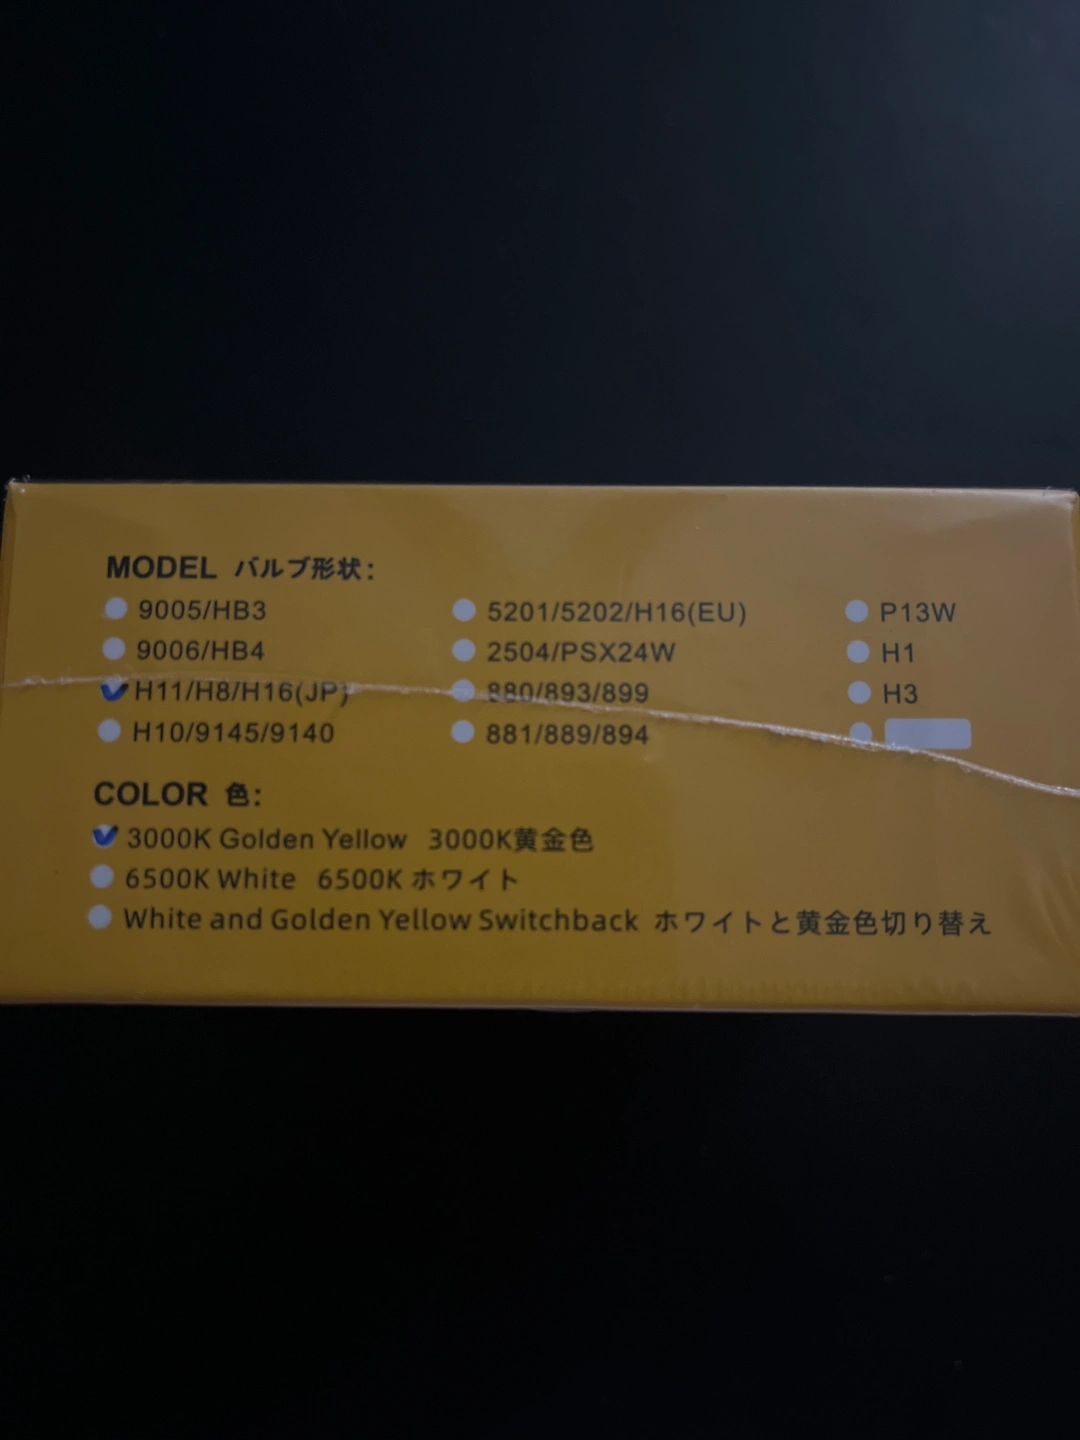 MODEL バルブ形状:
9005/HB3 5201/5202/H16(EU) P13W
9006/HB4 2504/PSX24W H1
H11/H8/H16(JP) 880/893/899 H3
H10/9145/9140 881/889/894
COLOR 色:
3000K Golden Yellow 3000K黄金色
6500K White 6500K ホワイト
White and Golden Yellow Switchback ホワイトと黄金色切り替え